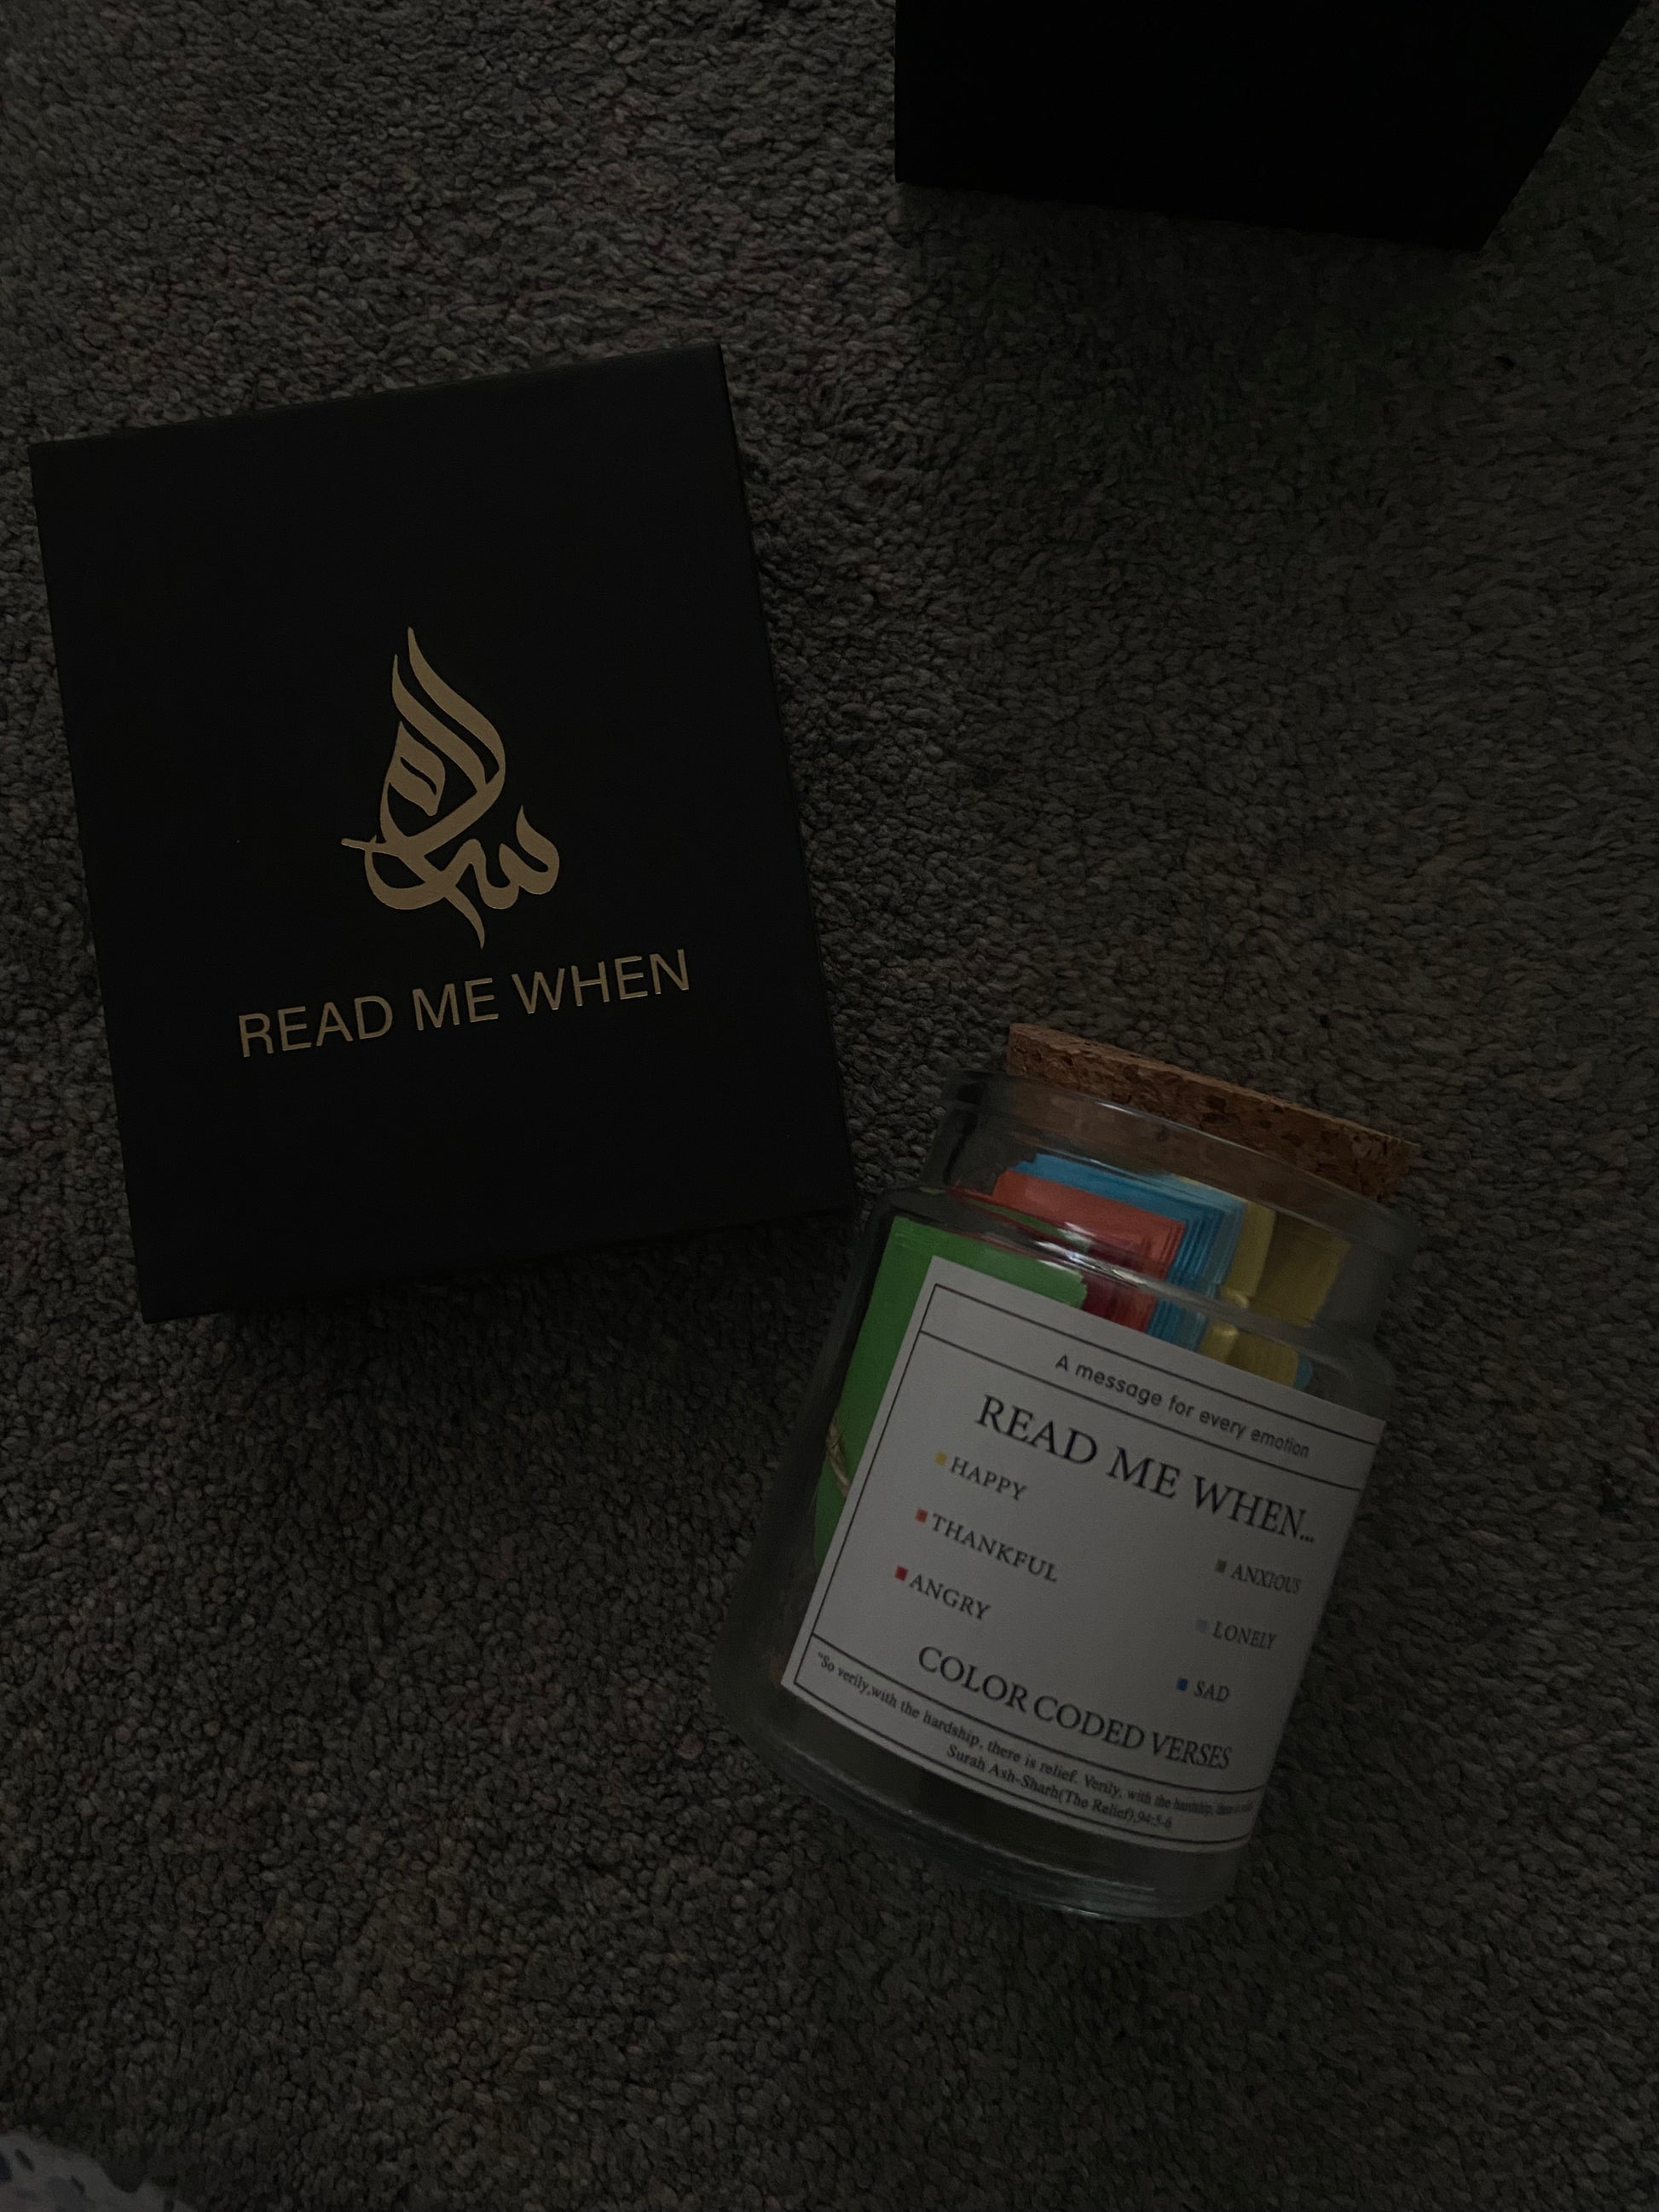 READ ME WHEN
A message for every emotion
READ ME WHEN...
HAPPY
THANKFUL
ANGRY
ANXIOUS
LONELY
SAD
COLOR CODED VERSES
"So verily,with the hardship, there is relief. Verily, with the hardship, there is
Surah Ash-Sharh(The Relief),94:5-6